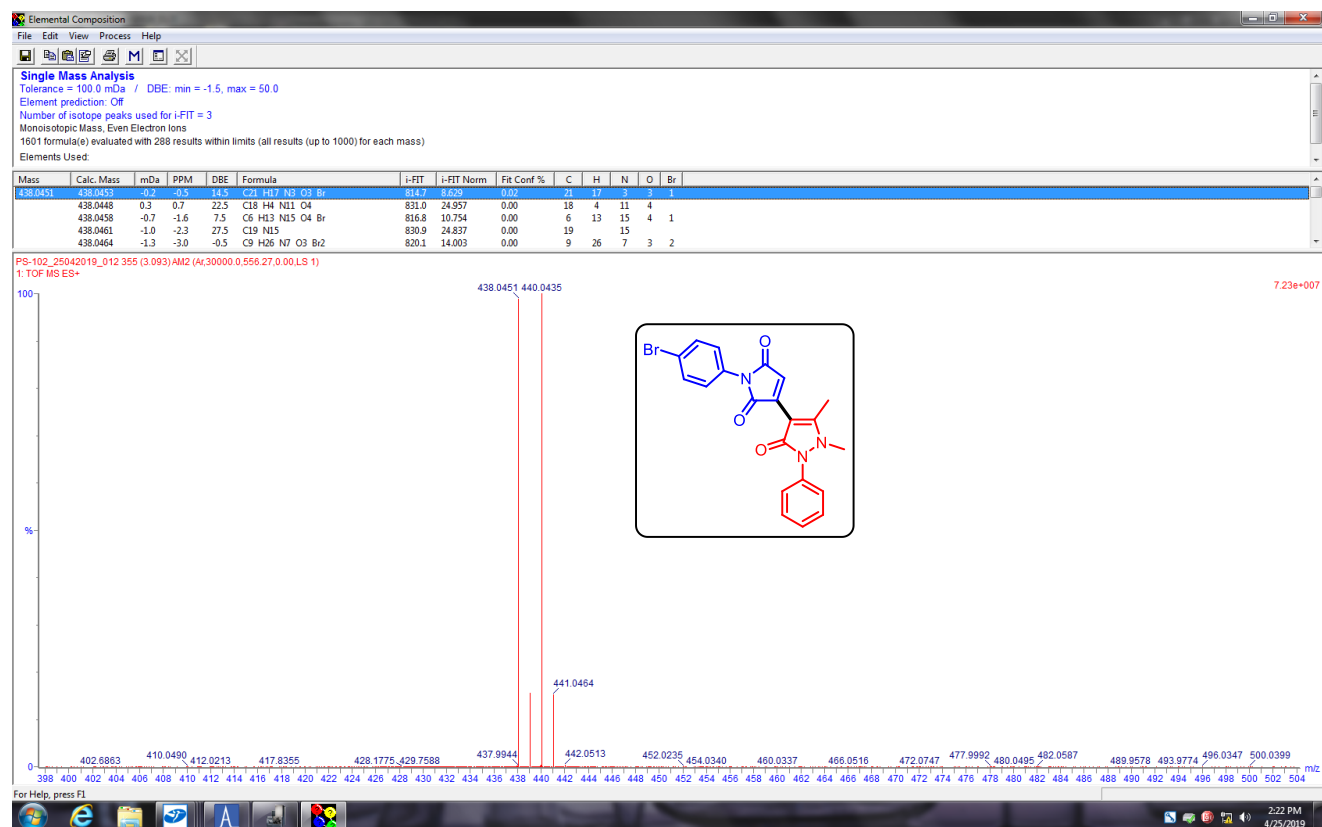 Elemental Composition
File Edit View Process Help
Single Mass Analysis
Tolerance = 100.0 mDa / DBE: min = -1.5, max = 50.0
Element prediction: Off
Number of isotope peaks used for i-FIT = 3
Monoisotopic Mass, Even Electron Ions
1601 formula(e) evaluated with 288 results within limits (all results (up to 1000) for each mass)
Elements Used:
Mass Calc. Mass mDa PPM DBE Formula i-FIT i-FIT Norm Fit Conf % C H N O Br
438.0451 438.0453 -0.2 -0.5 14.5 C21 H17 N3 O3 Br 814.7 8.629 0.02 21 17 3 3 1
438.0448 0.3 0.7 22.5 C18 H4 N11 O4 831.0 24.957 0.00 18 4 11 4
438.0458 -0.7 -1.6 7.5 C6 H13 N15 O4 Br 816.8 10.754 0.00 6 13 15 4 1
438.0461 -1.0 -2.3 27.5 C19 N15 830.9 24.837 0.00 19 15
438.0464 -1.3 -3.0 -0.5 C9 H26 N7 O3 Br2 820.1 14.003 0.00 9 26 7 3 2
PS-102_25042019_012 355 (3.093) AM2 (Ar,30000.0,556.27,0.00,LS 1)
1: TOF MS ES+
7.23e+007
100
438.0451 440.0435
Br
O
N
O
O
N
N
%
441.0464
402.6863 410.0490 412.0213 417.8355 428.1775 429.7588 437.9944 442.0513 452.0235 454.0340 460.0337 466.0516 472.0747 477.9992 480.0495 482.0587 489.9578 493.9774 496.0347 500.0399
0
m/z
398 400 402 404 406 408 410 412 414 416 418 420 422 424 426 428 430 432 434 436 438 440 442 444 446 448 450 452 454 456 458 460 462 464 466 468 470 472 474 476 478 480 482 484 486 488 490 492 494 496 498 500 502 504
For Help, press F1
2:22 PM
4/25/2019